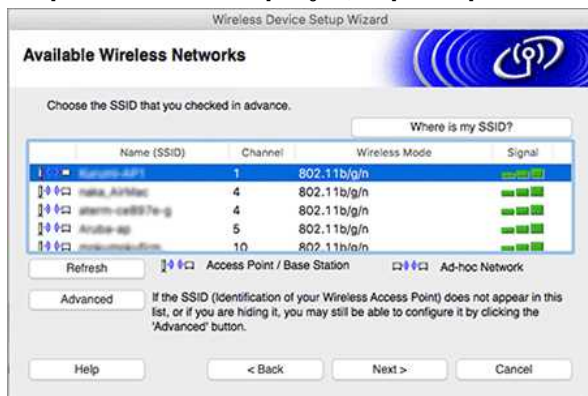 Wireless Device Setup Wizard
Available Wireless Networks
Choose the SSID that you checked in advance.
Where is my SSID?
Name (SSID) Channel Wireless Mode Signal
1 802.11b/g/n
4 802.11b/g/n
4 802.11b/g/n
5 802.11b/g/n
10 802.11b/g/n
Refresh Access Point / Base Station Ad-hoc Network
Advanced
If the SSID (Identification of your Wireless Access Point) does not appear in this
list, or if you are hiding it, you may still be able to configure it by clicking the
'Advanced' button.
Help < Back Next > Cancel